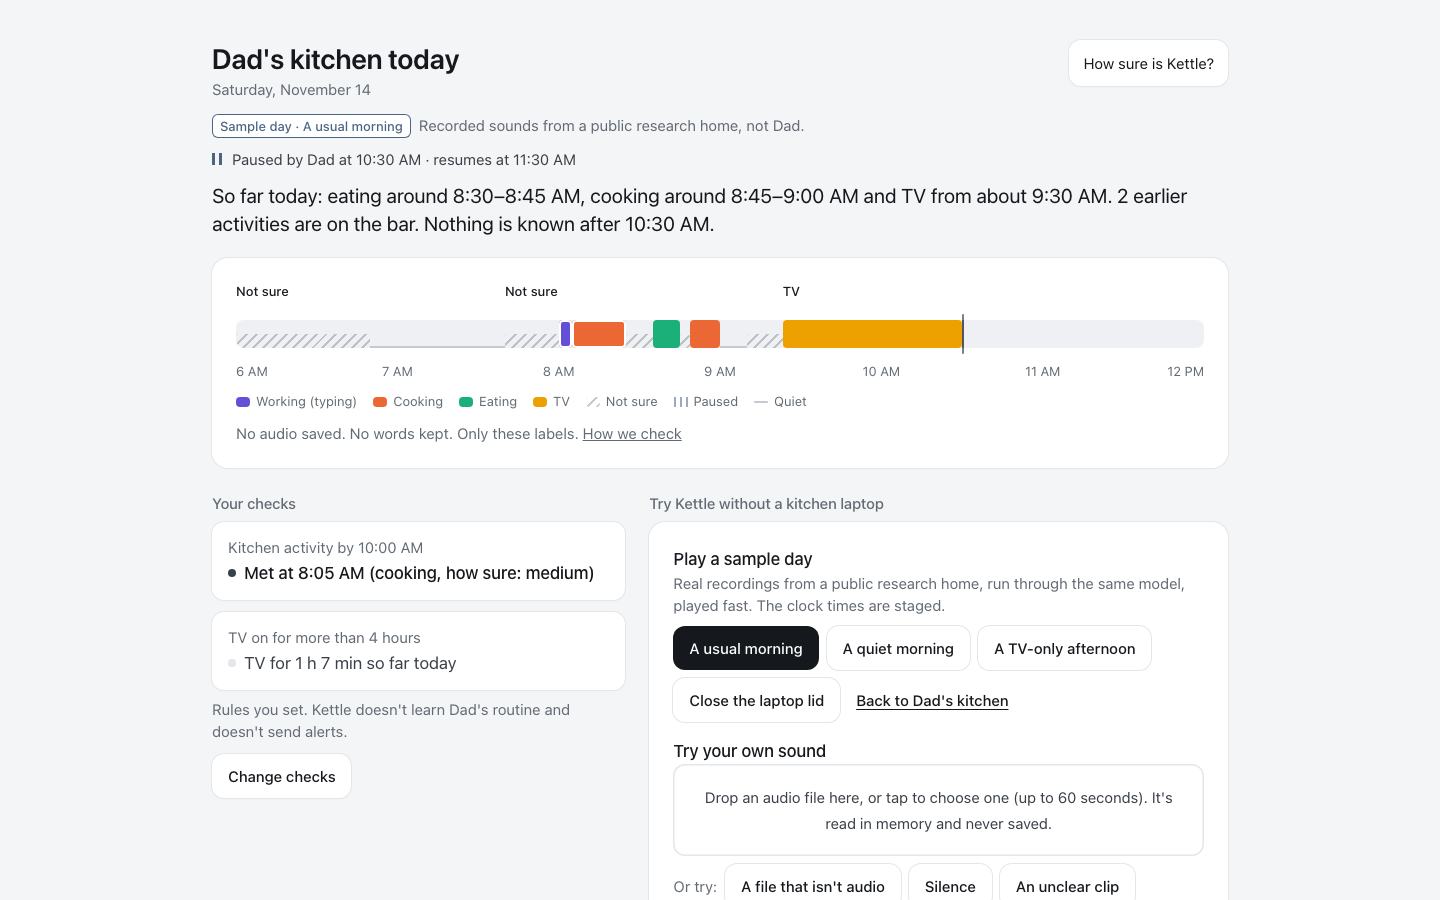 Dad's kitchen today
How sure is Kettle?
Saturday, November 14
Sample day · A usual morning Recorded sounds from a public research home, not Dad.
Paused by Dad at 10:30 AM · resumes at 11:30 AM
So far today: eating around 8:30–8:45 AM, cooking around 8:45–9:00 AM and TV from about 9:30 AM. 2 earlier
activities are on the bar. Nothing is known after 10:30 AM.
Not sure Not sure TV
6 AM 7 AM 8 AM 9 AM 10 AM 11 AM 12 PM
Working (typing) Cooking Eating TV Not sure Paused Quiet
No audio saved. No words kept. Only these labels. How we check
Your checks
Kitchen activity by 10:00 AM
Met at 8:05 AM (cooking, how sure: medium)
TV on for more than 4 hours
TV for 1 h 7 min so far today
Rules you set. Kettle doesn't learn Dad's routine and
doesn't send alerts.
Change checks
Try Kettle without a kitchen laptop
Play a sample day
Real recordings from a public research home, run through the same model,
played fast. The clock times are staged.
A usual morning A quiet morning A TV-only afternoon
Close the laptop lid Back to Dad's kitchen
Try your own sound
Drop an audio file here, or tap to choose one (up to 60 seconds). It's
read in memory and never saved.
Or try: A file that isn't audio Silence An unclear clip